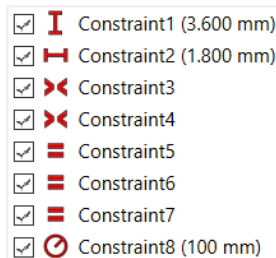 Constraint1 (3.600 mm)
Constraint2 (1.800 mm)
Constraint3
Constraint4
Constraint5
Constraint6
Constraint7
Constraint8 (100 mm)